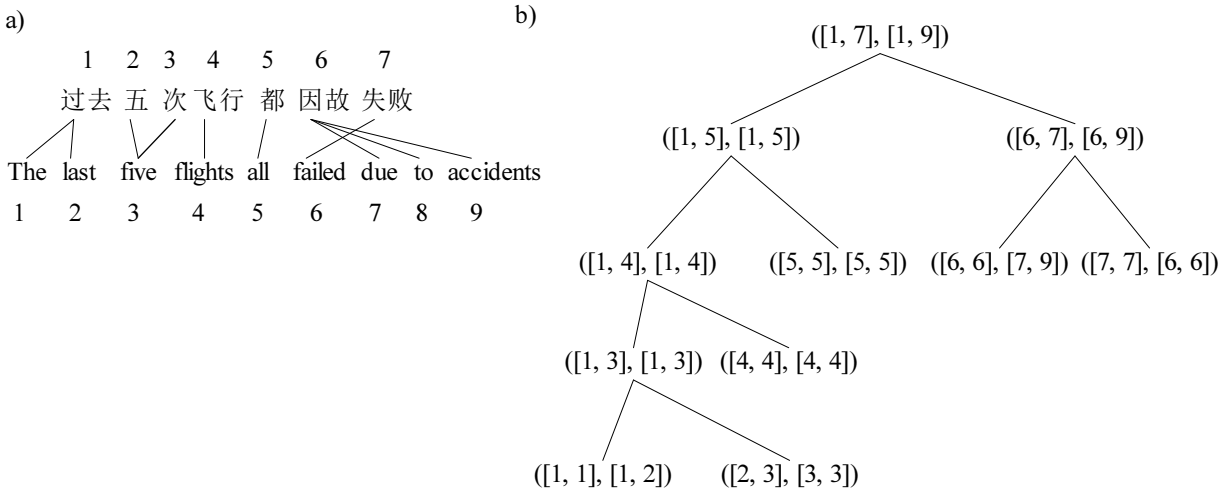 a)
1 2 3 4 5 6 7
过去 五 次 飞行 都 因故 失败
The last five flights all failed due to accidents
1 2 3 4 5 6 7 8 9
b)
([1, 7], [1, 9])
([1, 5], [1, 5]) ([6, 7], [6, 9])
([1, 4], [1, 4]) ([5, 5], [5, 5]) ([6, 6], [7, 9]) ([7, 7], [6, 6])
([1, 3], [1, 3]) ([4, 4], [4, 4])
([1, 1], [1, 2]) ([2, 3], [3, 3])